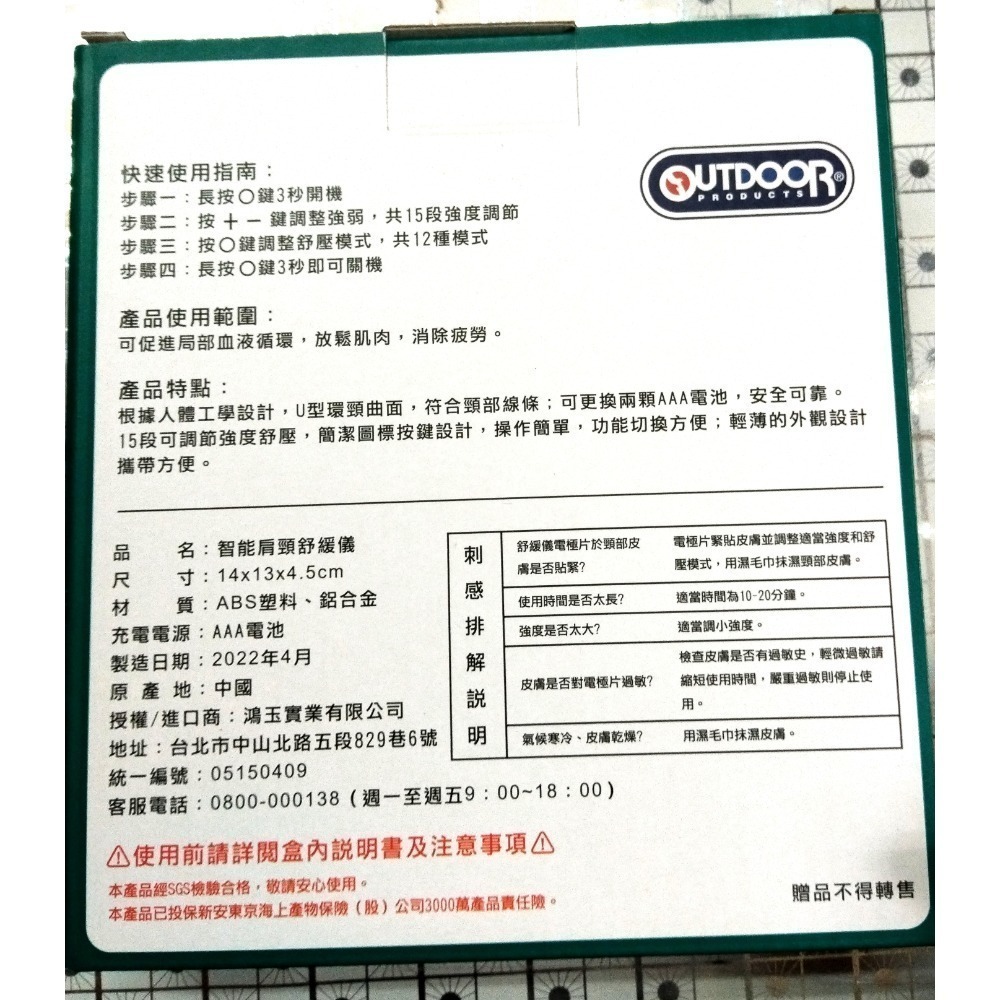 快速使用指南：
步驟一：長按○鍵3秒開機
步驟二：按 ＋ － 鍵調整強弱，共15段強度調節
步驟三：按○鍵調整舒壓模式，共12種模式
步驟四：長按○鍵3秒即可關機
OUTDOOR®
PRODUCTS
產品使用範圍：
可促進局部血液循環，放鬆肌肉，消除疲勞。
產品特點：
根據人體工學設計，U型環頸曲面，符合頸部線條；可更換兩顆AAA電池，安全可靠。
15段可調節強度舒壓，簡潔圖標按鍵設計，操作簡單，功能切換方便；輕薄的外觀設計
攜帶方便。
品 名：智能肩頸舒緩儀
尺 寸：14x13x4.5cm
材 質：ABS塑料、鋁合金
充電電源：AAA電池
製造日期：2022年4月
原 產 地：中國
授權/進口商：鴻玉實業有限公司
地址：台北市中山北路五段829巷6號
統一編號：05150409
客服電話：0800-000138（週一至週五9：00~18：00）
刺感排解説明
舒緩儀電極片於頸部皮
膚是否貼緊?
電極片緊貼皮膚並調整適當強度和舒
壓模式，用濕毛巾抹濕頸部皮膚。
使用時間是否太長? 適當時間為10-20分鐘。
強度是否太大? 適當調小強度。
皮膚是否對電極片過敏?
檢查皮膚是否有過敏史，輕微過敏請
縮短使用時間，嚴重過敏則停止使
用。
氣候寒冷、皮膚乾燥? 用濕毛巾抹濕皮膚。
⚠使用前請詳閱盒內説明書及注意事項⚠
本產品經SGS檢驗合格，敬請安心使用。
本產品已投保新安東京海上產物保險（股）公司3000萬產品責任險。
贈品不得轉售